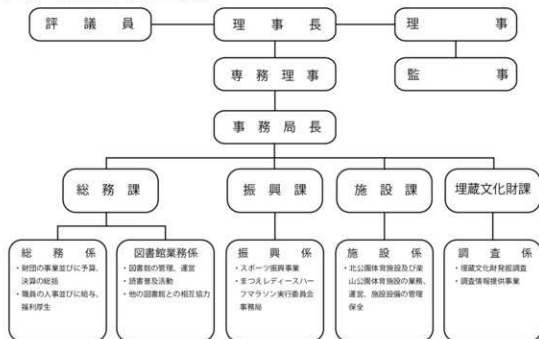 評議員
理事長
理事
専務理事
監事
事務局長
総務課
振興課
施設課
埋蔵文化財課
総務係
・財団の事業並びに予算、
決算の総括
・職員の人事並びに給与、
福利厚生
図書館業務係
・図書館の管理、運営
・読書普及活動
・他の図書館との相互協力
振興係
・スポーツ振興事業
・まつえレディースハー
フマラソン実行委員会
事務局
施設係
・北公園体育施設及び楽
山公園体育施設の業務、
運営、施設設備の管理
保全
調査係
・埋蔵文化財発掘調査
・調査情報提供事業